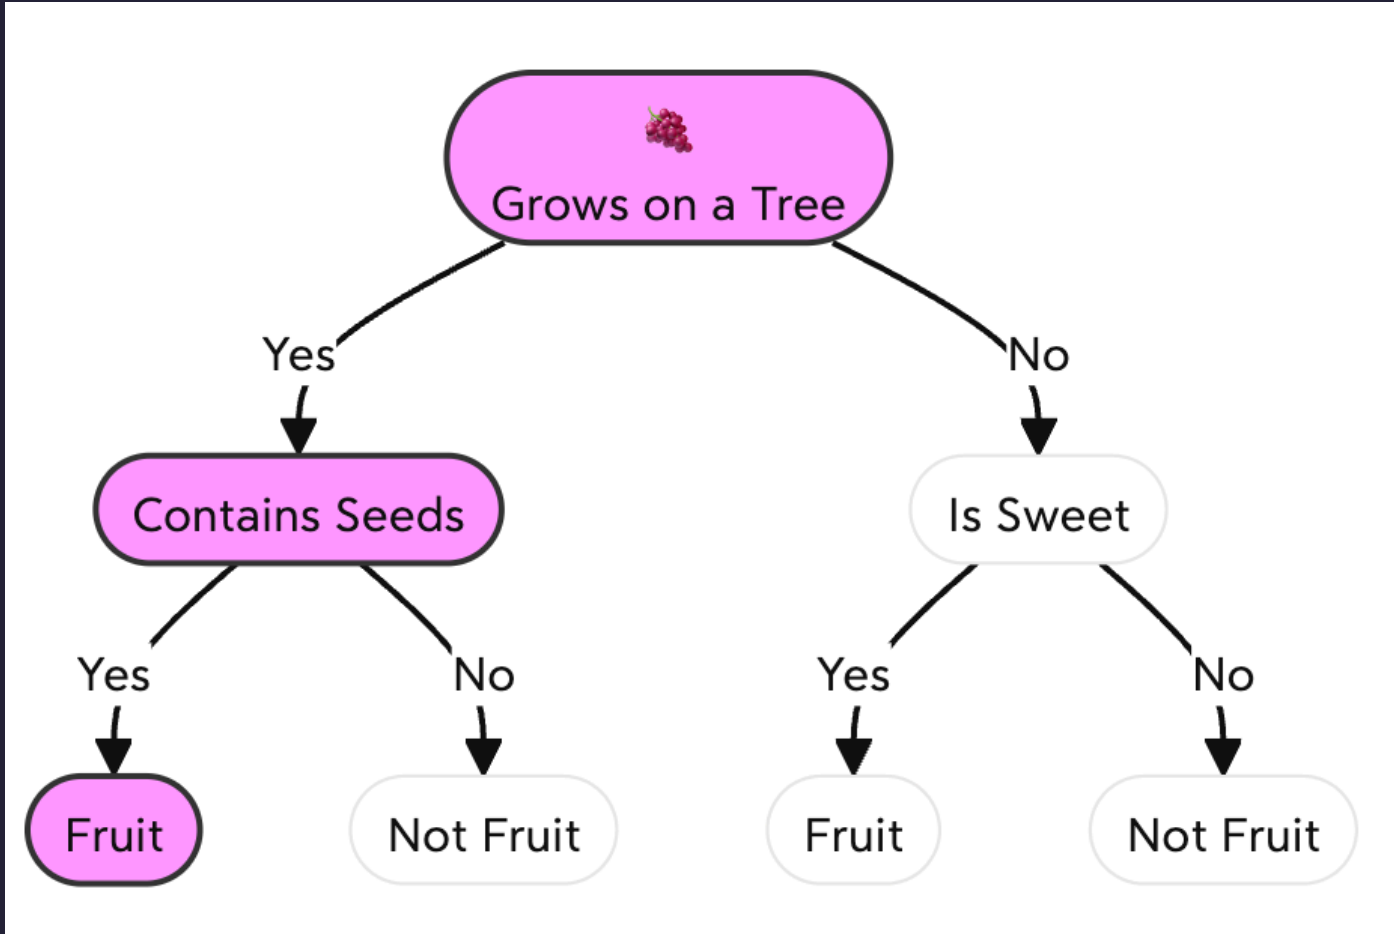 Grows on a Tree
Yes
No
Contains Seeds
Is Sweet
Yes
No
Yes
No
Fruit
Not Fruit
Fruit
Not Fruit